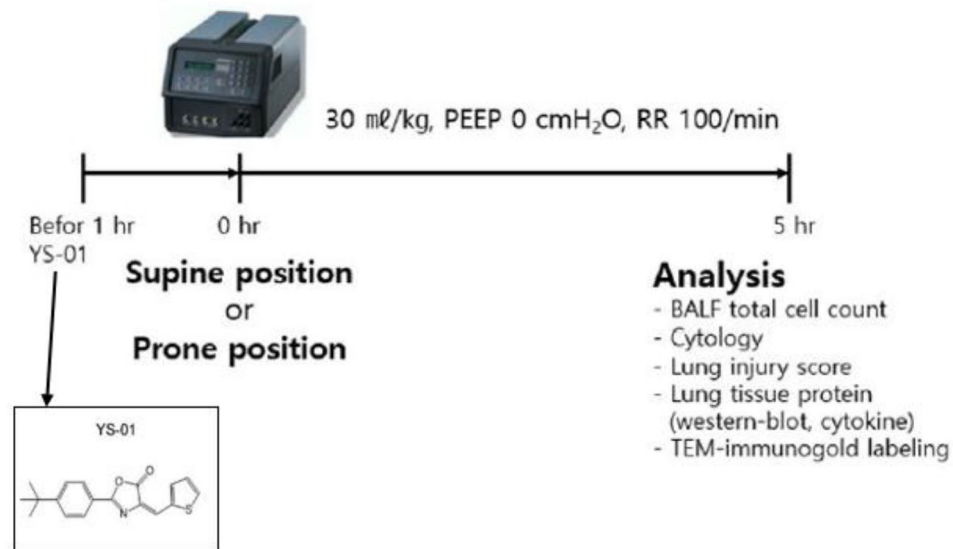 30 mℓ/kg, PEEP 0 cmH₂O, RR 100/min
Befor 1 hr
YS-01
0 hr
5 hr
Supine position
or
Prone position
Analysis
- BALF total cell count
- Cytology
- Lung injury score
- Lung tissue protein
(western-blot, cytokine)
- TEM-immunogold labeling
YS-01
O
O
N
S